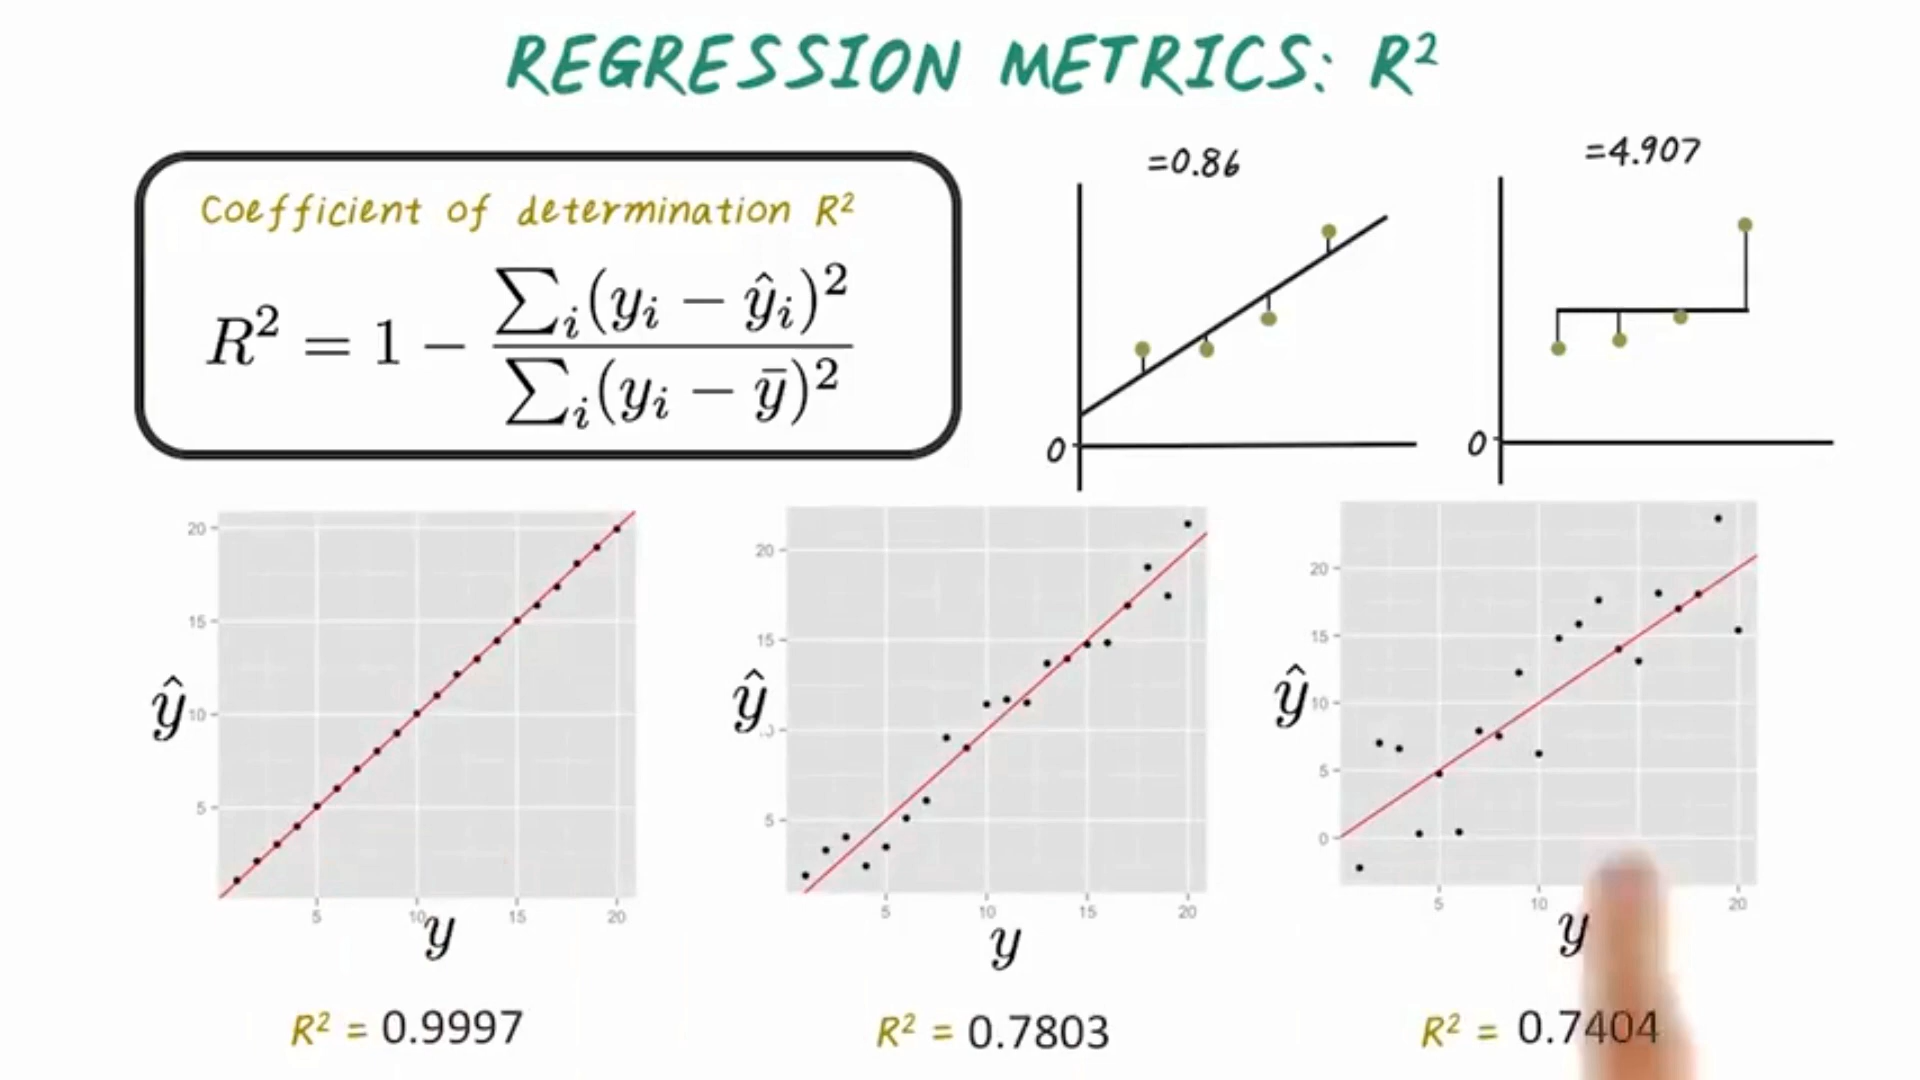 REGRESSION METRICS: R²
Coefficient of determination R²
R² = 1 − ∑ᵢ(yᵢ − ŷᵢ)² / ∑ᵢ(yᵢ − ȳ)²
=0.86
0
=4.907
0
20
15
10
5
ŷ
5 10 15 20
y
R² = 0.9997
20
15
5
ŷ
5 10 15 20
y
R² = 0.7803
20
15
10
5
0
ŷ
5 10 20
y
R² = 0.7404